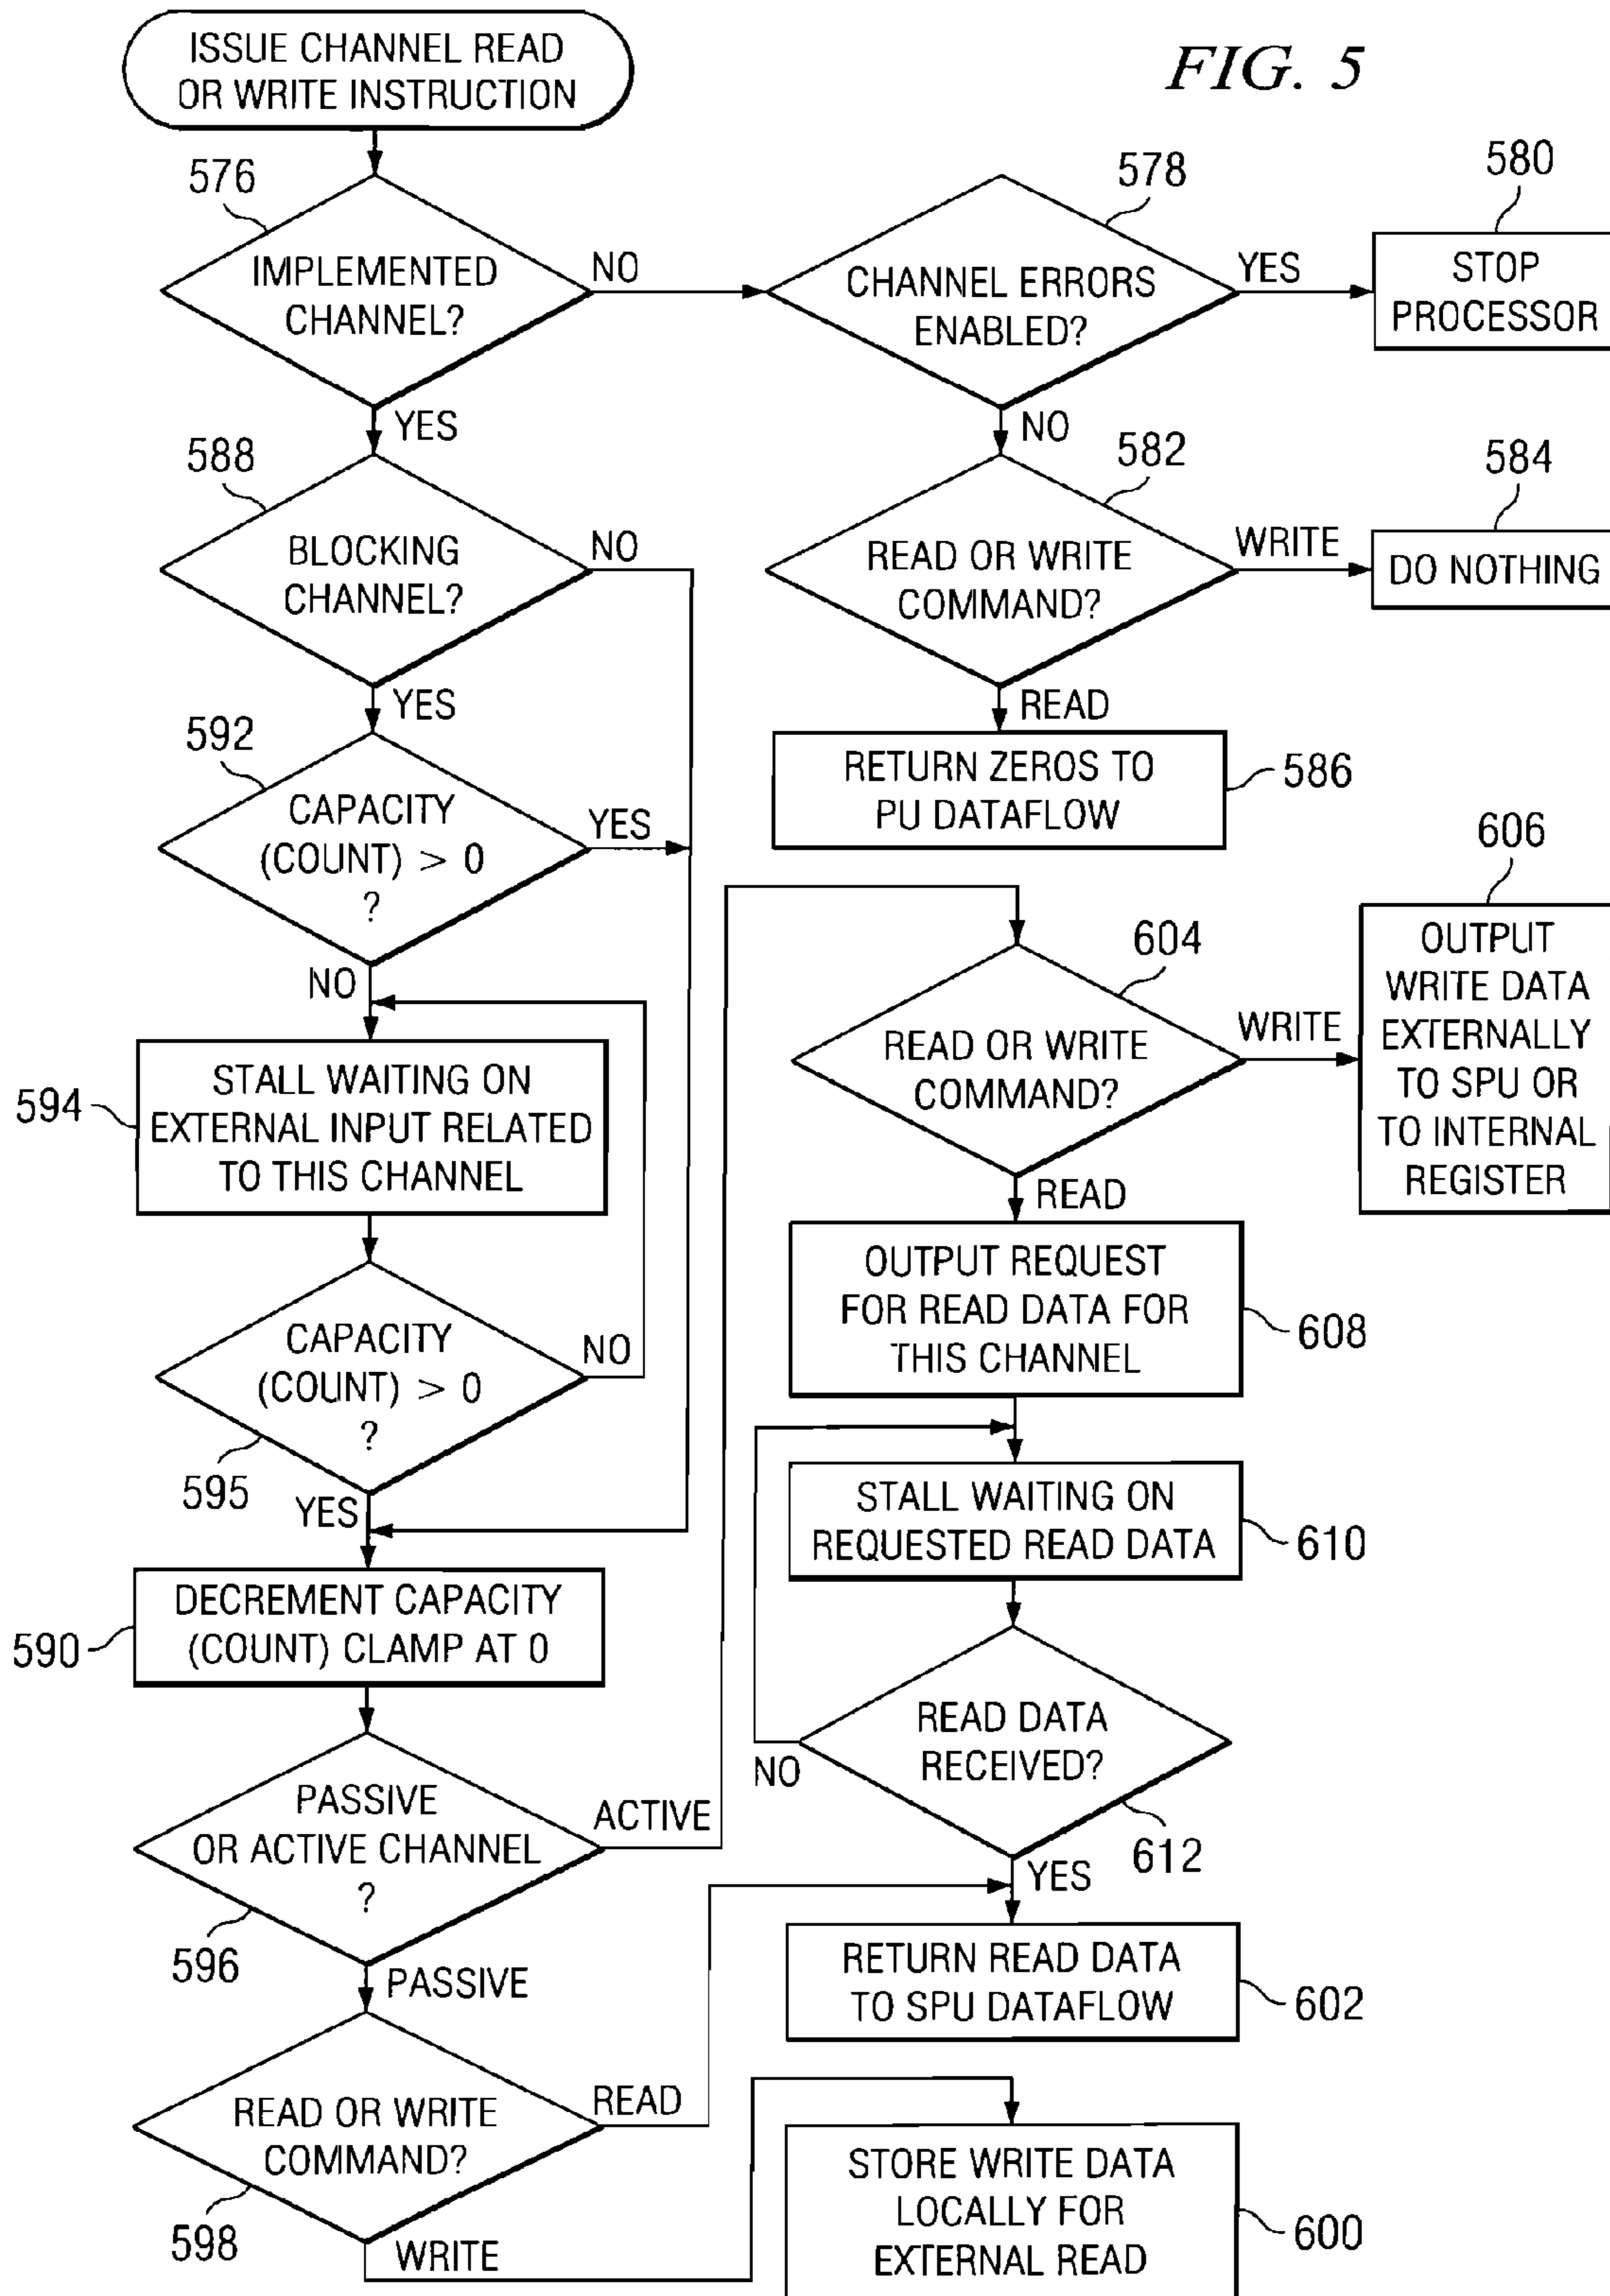 FIG. 5
ISSUE CHANNEL READ
OR WRITE INSTRUCTION
576
IMPLEMENTED
CHANNEL?
NO
YES
578
CHANNEL ERRORS
ENABLED?
YES
NO
580
STOP
PROCESSOR
588
BLOCKING
CHANNEL?
NO
YES
582
READ OR WRITE
COMMAND?
WRITE
READ
584
DO NOTHING
586
RETURN ZEROS TO
PU DATAFLOW
592
CAPACITY
(COUNT) > 0
?
YES
NO
594
STALL WAITING ON
EXTERNAL INPUT RELATED
TO THIS CHANNEL
595
CAPACITY
(COUNT) > 0
?
NO
YES
590
DECREMENT CAPACITY
(COUNT) CLAMP AT 0
596
PASSIVE
OR ACTIVE CHANNEL
?
ACTIVE
PASSIVE
598
READ OR WRITE
COMMAND?
READ
WRITE
604
READ OR WRITE
COMMAND?
WRITE
READ
606
OUTPUT
WRITE DATA
EXTERNALLY
TO SPU OR
TO INTERNAL
REGISTER
608
OUTPUT REQUEST
FOR READ DATA FOR
THIS CHANNEL
610
STALL WAITING ON
REQUESTED READ DATA
612
READ DATA
RECEIVED?
NO
YES
602
RETURN READ DATA
TO SPU DATAFLOW
600
STORE WRITE DATA
LOCALLY FOR
EXTERNAL READ